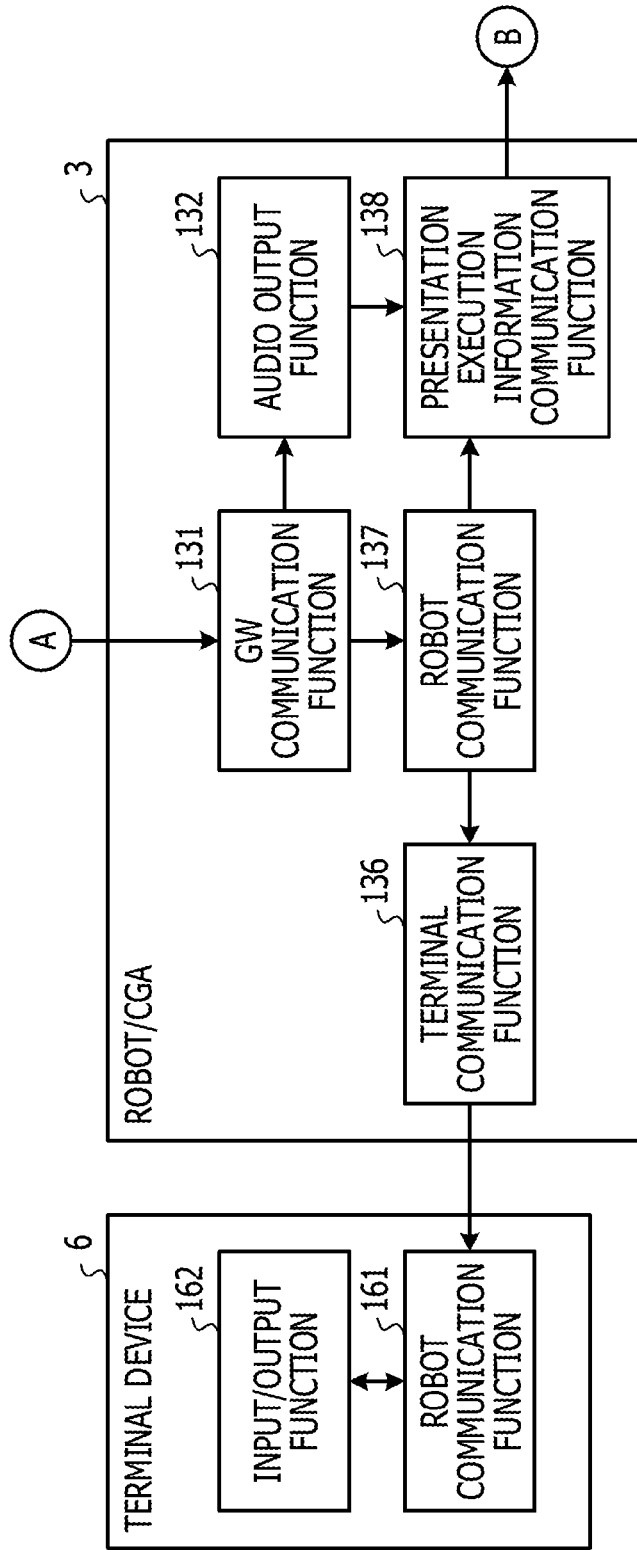 TERMINAL DEVICE
6
162
INPUT/OUTPUT
FUNCTION
161
ROBOT
COMMUNICATION
FUNCTION
ROBOT/CGA
3
A
131
GW
COMMUNICATION
FUNCTION
132
AUDIO OUTPUT
FUNCTION
136
TERMINAL
COMMUNICATION
FUNCTION
137
ROBOT
COMMUNICATION
FUNCTION
138
PRESENTATION
EXECUTION
INFORMATION
COMMUNICATION
FUNCTION
B